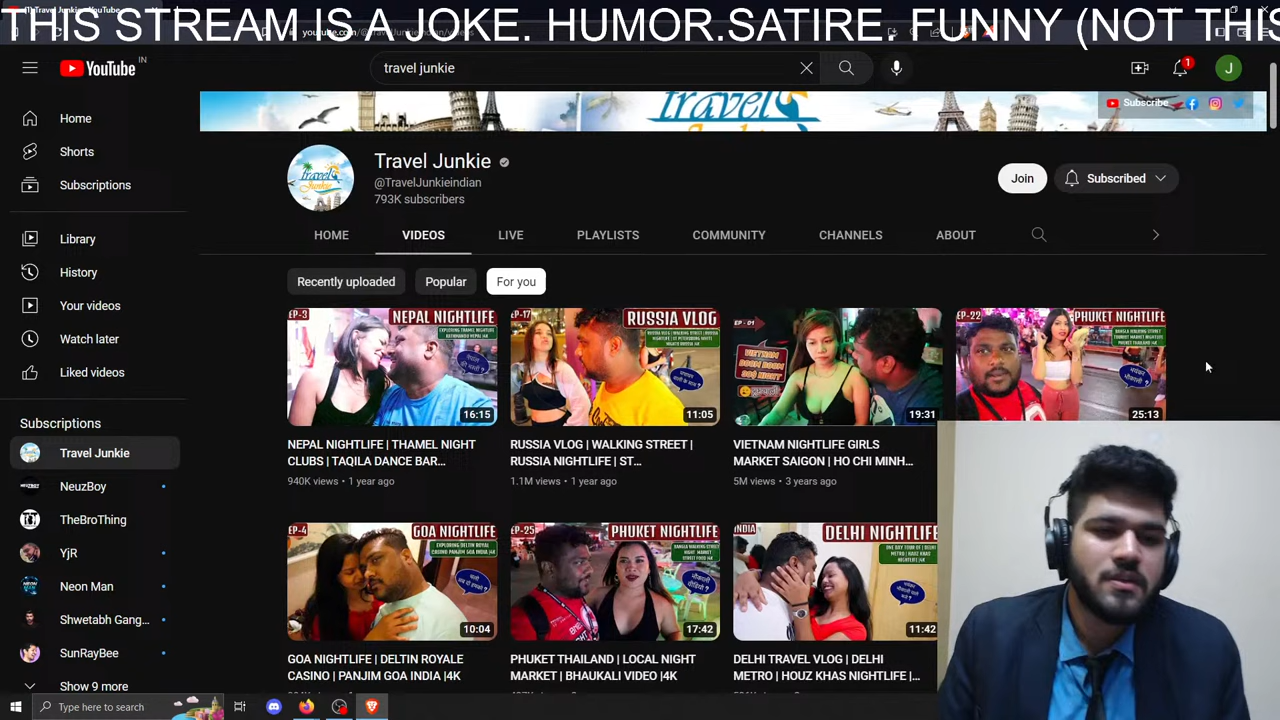 THIS STREAM IS A JOKE. HUMOR.SATIRE. FUNNY (NOT THIS
YouTube IN
travel junkie
1
J
Home
Shorts
Subscriptions
Library
History
Your videos
Watch later
Liked videos
Subscriptions
Travel Junkie
NeuzBoy
TheBroThing
YjR
Neon Man
Shwetabh Gang...
SunRayBee
Show 9 more
travel
Subscribe
Travel Junkie
@TravelJunkieindian
793K subscribers
Join
Subscribed
HOME
VIDEOS
LIVE
PLAYLISTS
COMMUNITY
CHANNELS
ABOUT
Recently uploaded
Popular
For you
EP-3
NEPAL NIGHTLIFE
16:15
NEPAL NIGHTLIFE | THAMEL NIGHT
CLUBS | TAQILA DANCE BAR...
940K views • 1 year ago
EP-17
RUSSIA VLOG
11:05
RUSSIA VLOG | WALKING STREET |
RUSSIA NIGHTLIFE | ST...
1.1M views • 1 year ago
EP - 01
VIETNAM
BOOM BOOM
19:31
VIETNAM NIGHTLIFE GIRLS
MARKET SAIGON | HO CHI MINH...
5M views • 3 years ago
EP-22
PHUKET NIGHTLIFE
25:13
EP-4
GOA NIGHTLIFE
10:04
GOA NIGHTLIFE | DELTIN ROYALE
CASINO | PANJIM GOA INDIA |4K
EP-25
PHUKET NIGHTLIFE
17:42
PHUKET THAILAND | LOCAL NIGHT
MARKET | BHAUKALI VIDEO |4K
INDIA
DELHI NIGHTLIFE
11:42
DELHI TRAVEL VLOG | DELHI
METRO | HOUZ KHAS NIGHTLIFE |...
Type here to search